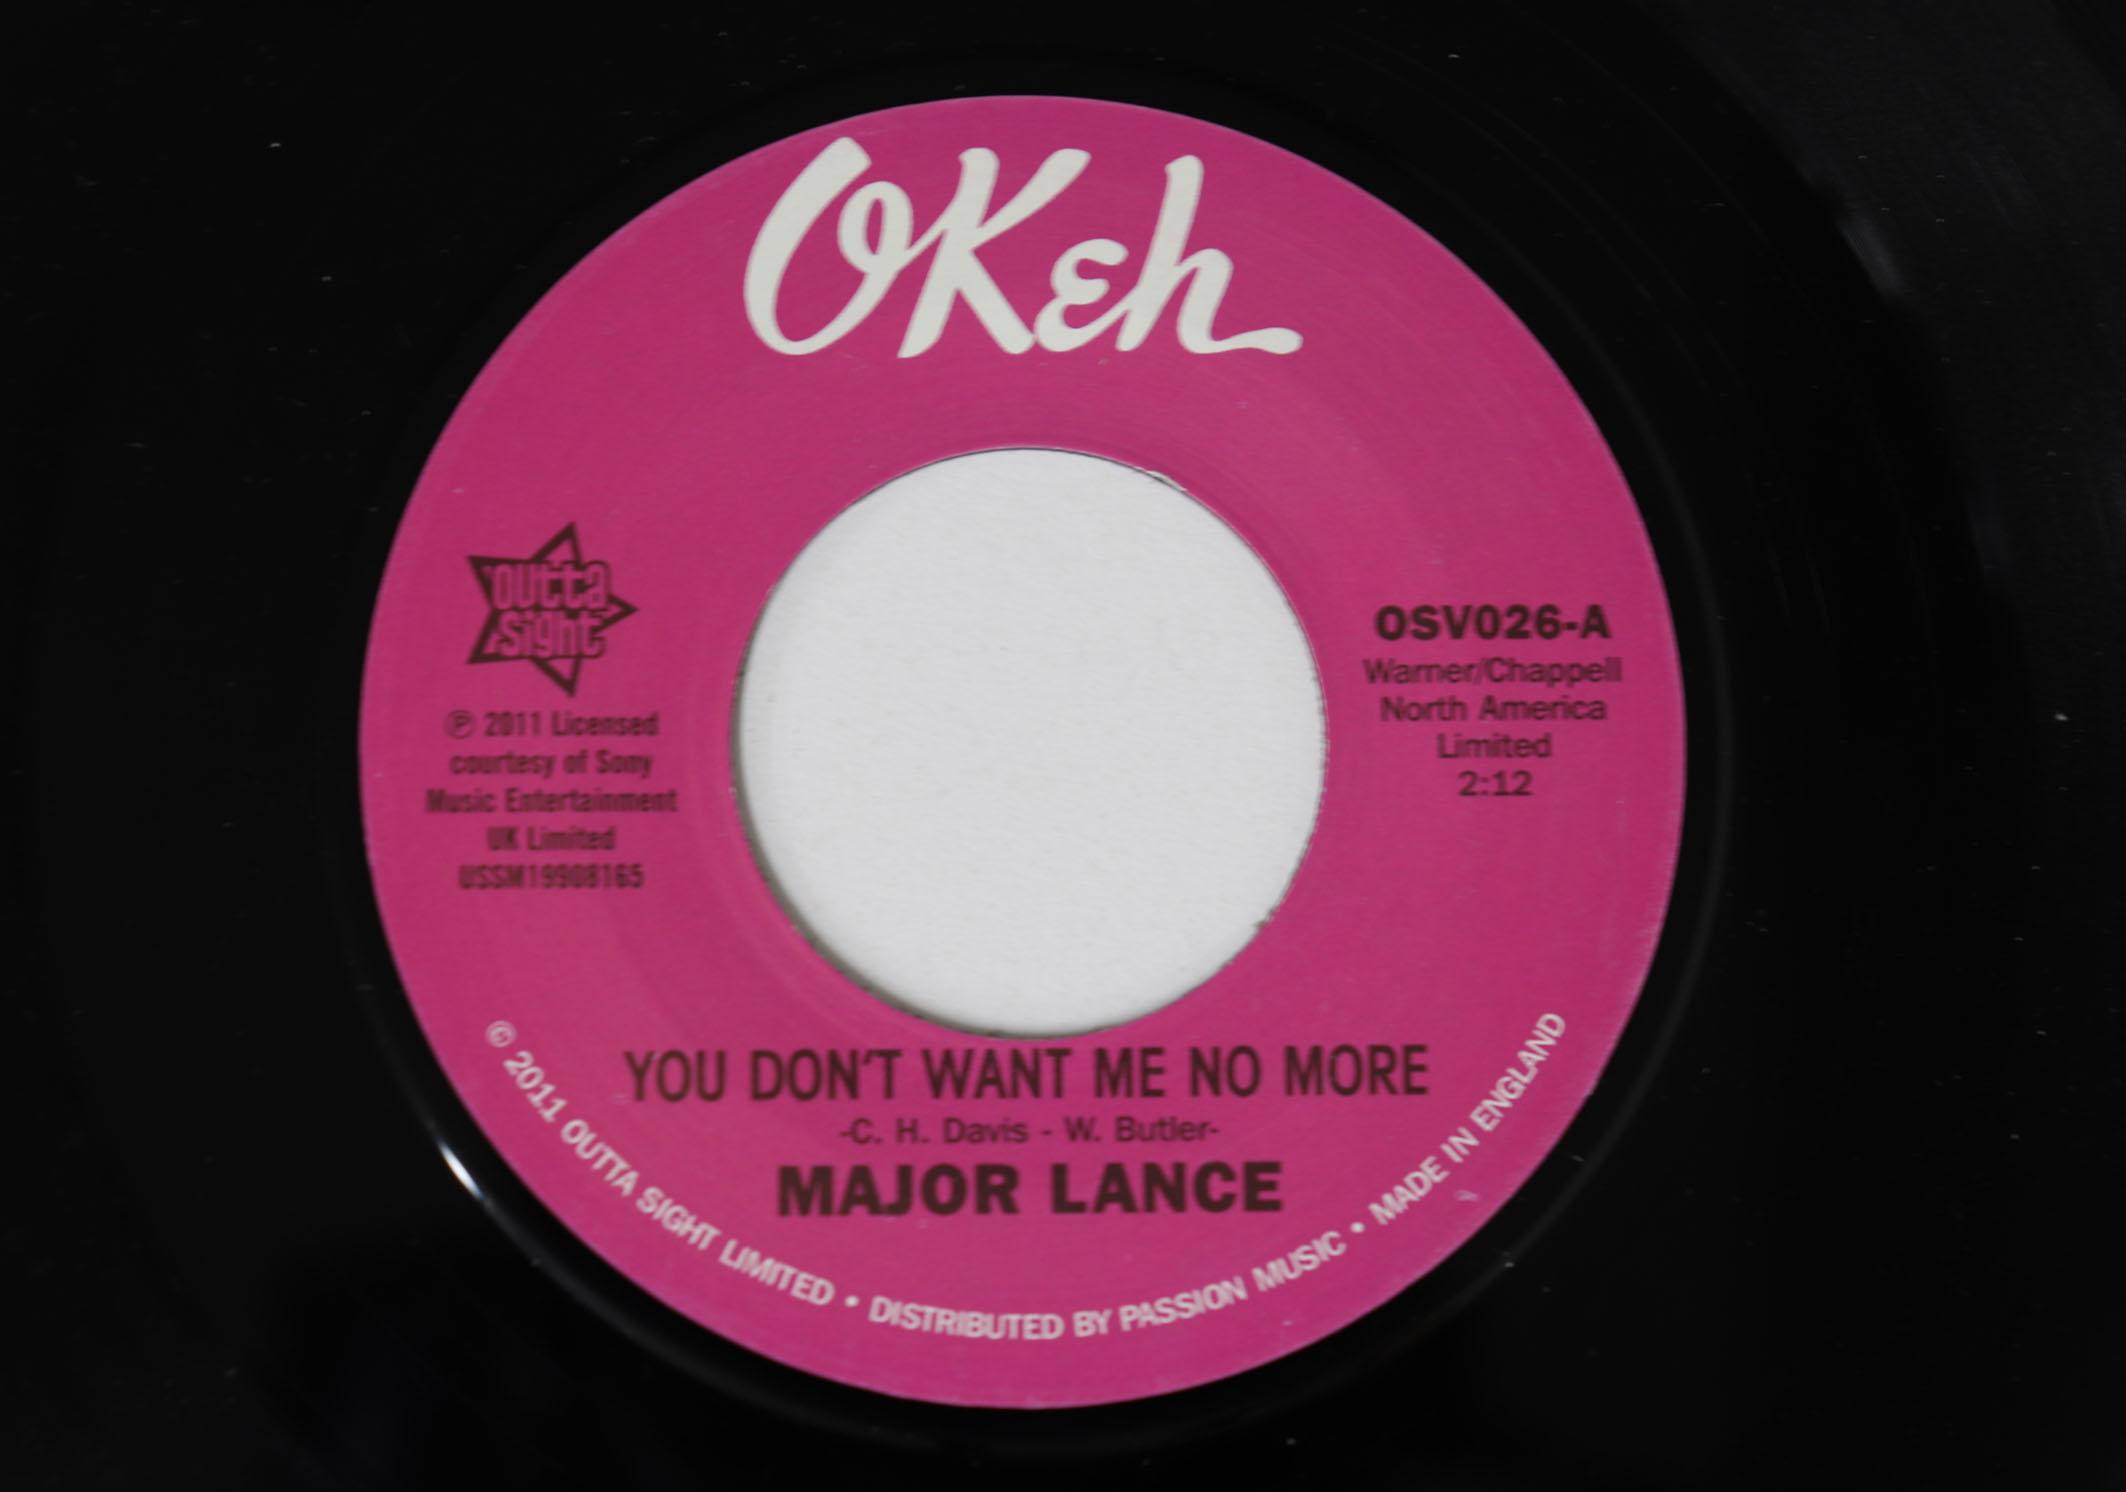 OKeh
outta
sight
℗ 2011 Licensed
courtesy of Sony
Music Entertainment
UK Limited
USSM19908165
OSV026-A
Warner/Chappell
North America
Limited
2:12
YOU DON'T WANT ME NO MORE
-C. H. Davis - W. Butler-
MAJOR LANCE
© 2011 OUTTA SIGHT LIMITED • DISTRIBUTED BY PASSION MUSIC • MADE IN ENGLAND